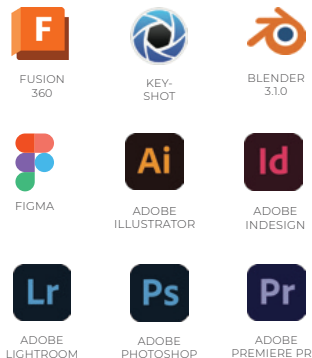 F
FUSION
360
KEY-
SHOT
BLENDER
3.1.0
FIGMA
Ai
ADOBE
ILLUSTRATOR
Id
ADOBE
INDESIGN
Lr
ADOBE
LIGHTROOM
Ps
ADOBE
PHOTOSHOP
Pr
ADOBE
PREMIERE PR